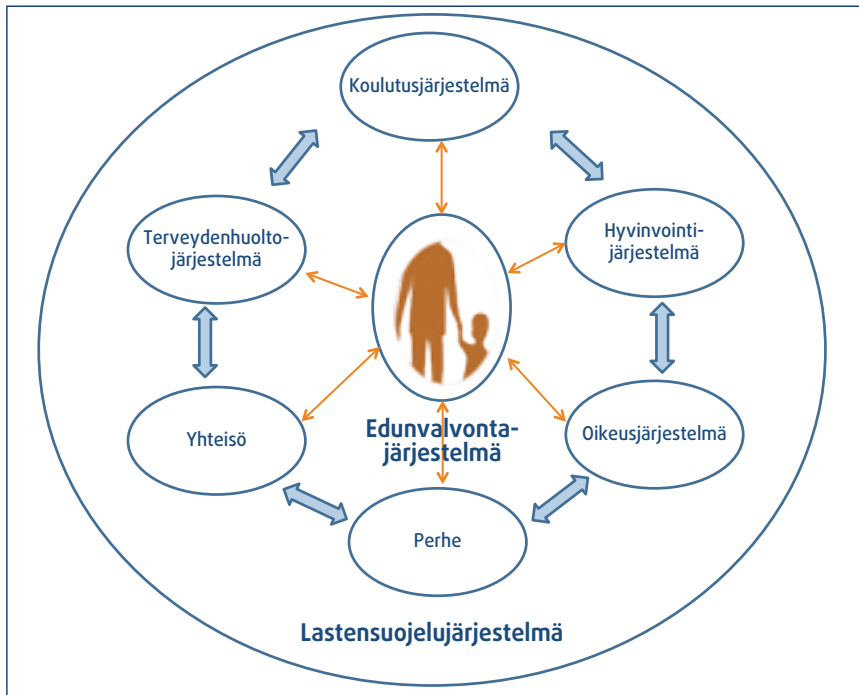 Koulutusjärjestelmä
Terveydenhuolto-
järjestelmä
Hyvinvointi-
järjestelmä
Yhteisö
Edunvalvonta-
järjestelmä
Oikeusjärjestelmä
Perhe
Lastensuojelujärjestelmä